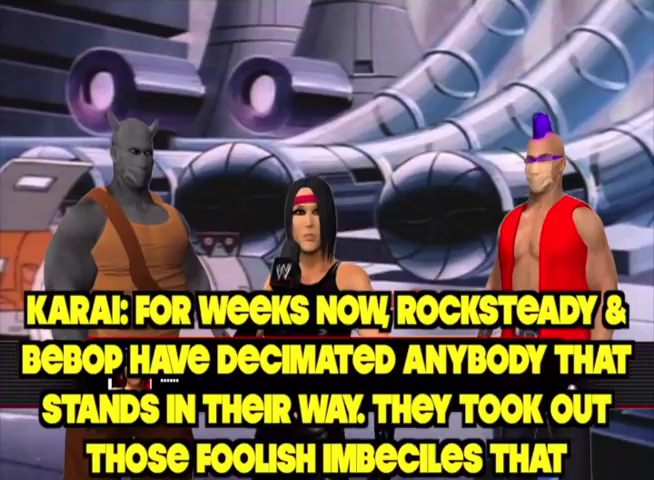 W
KARAI: FOR WEEKS NOW, ROCKSTEADY &
BEBOP HAVE DECIMATED ANYBODY THAT
STANDS IN THEIR WAY. THEY TOOK OUT
THOSE FOOLISH IMBECILES THAT